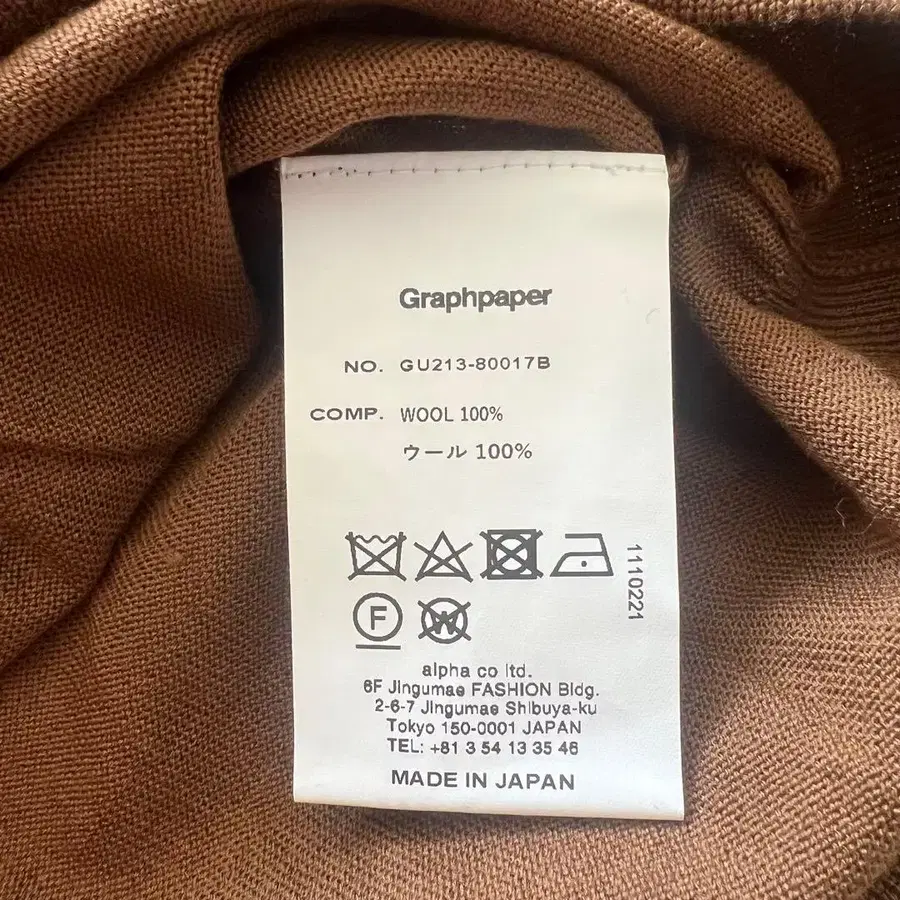 Graphpaper
NO. GU213-80017B
COMP. WOOL 100%
ウール 100%
1110221
F
W
alpha co ltd.
6F Jingumae FASHION Bldg.
2-6-7 Jingumae Shibuya-ku
Tokyo 150-0001 JAPAN
TEL: +81 3 54 13 35 46
MADE IN JAPAN